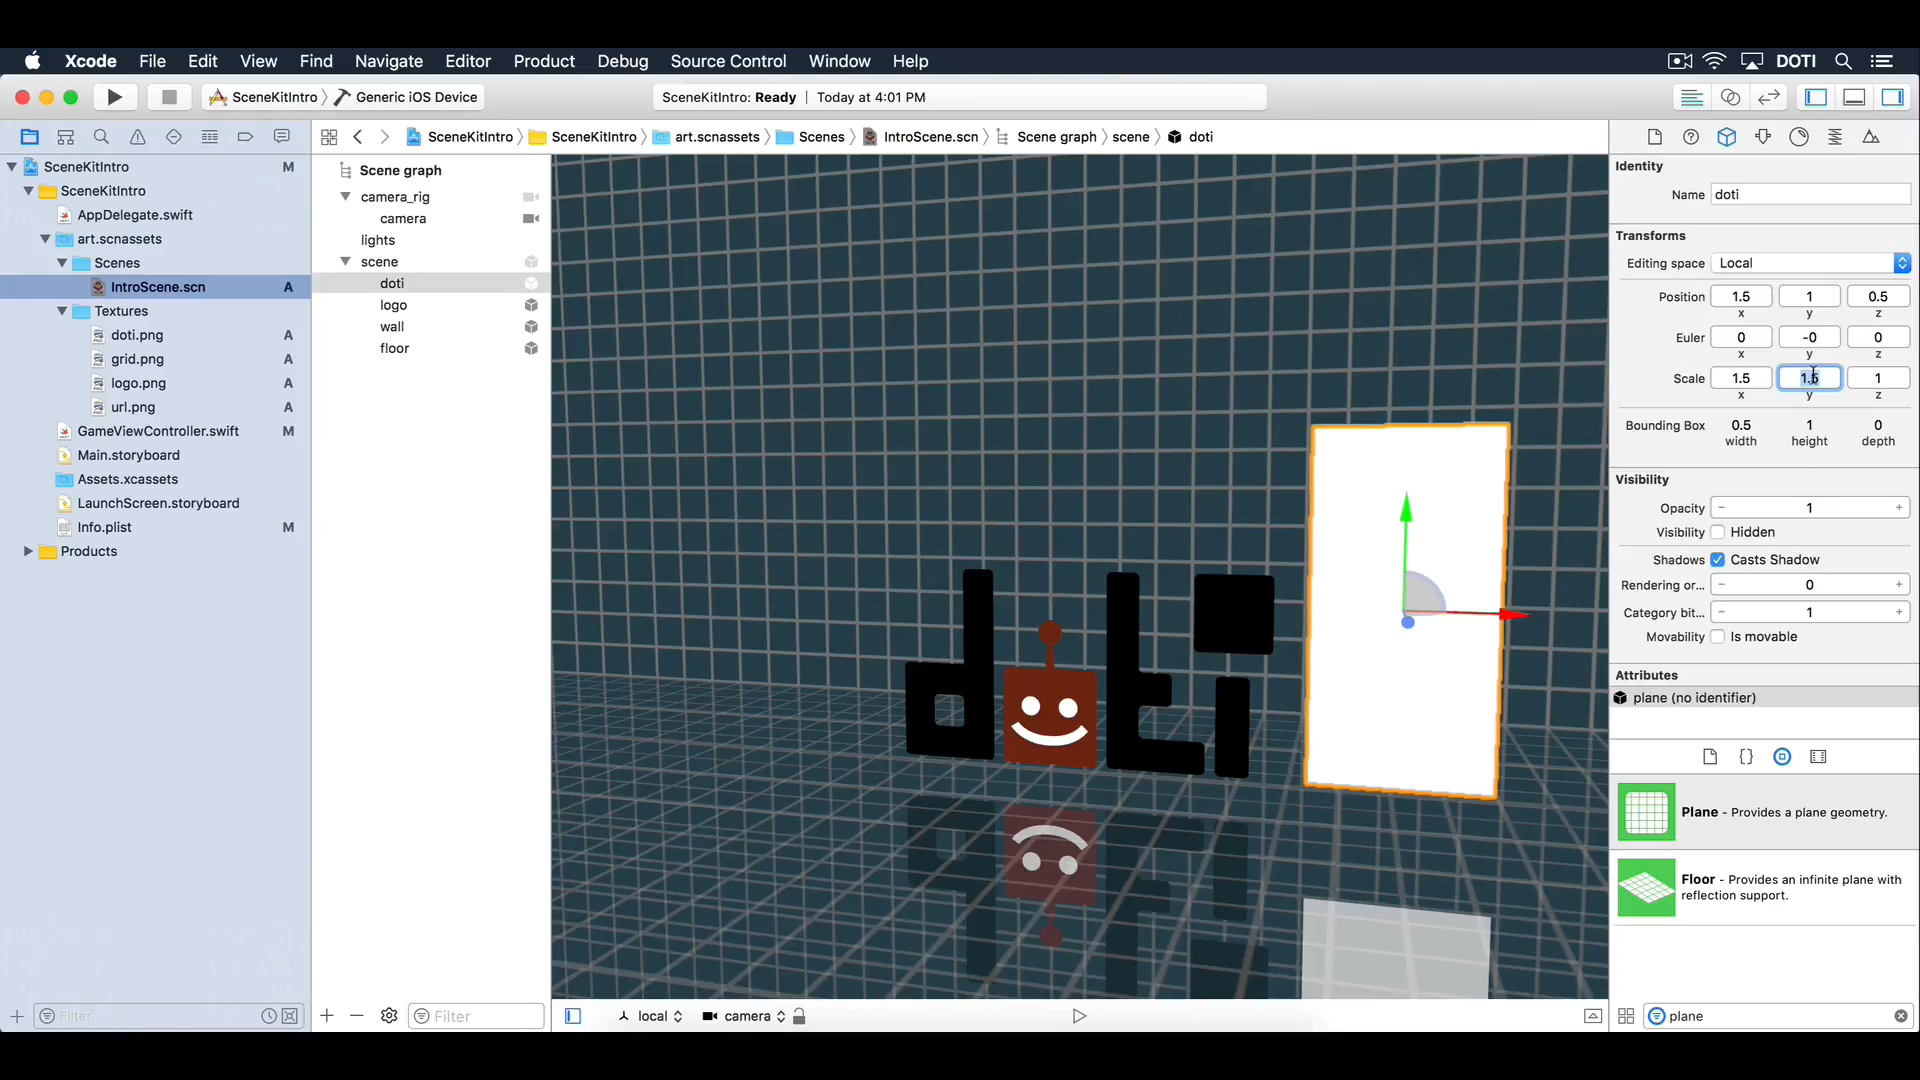 Xcode File Edit View Find Navigate Editor Product Debug Source Control Window Help DOTI
SceneKitIntro Generic iOS Device SceneKitIntro: Ready Today at 4:01 PM
SceneKitIntro SceneKitIntro art.scnassets Scenes IntroScene.scn Scene graph scene doti
SceneKitIntro M
SceneKitIntro
AppDelegate.swift
art.scnassets
Scenes
IntroScene.scn A
Textures
doti.png A
grid.png A
logo.png A
url.png A
GameViewController.swift M
Main.storyboard
Assets.xcassets
LaunchScreen.storyboard
Info.plist M
Products
Filter
Scene graph
camera_rig
camera
lights
scene
doti
logo
wall
floor
Filter
local camera
Identity
Name doti
Transforms
Editing space Local
Position 1.5 1 0.5
x y z
Euler 0 -0 0
x y z
Scale 1.5 1.5 1
x y z
Bounding Box 0.5 1 0
width height depth
Visibility
Opacity − 1 +
Visibility Hidden
Shadows Casts Shadow
Rendering or... − 0 +
Category bit... − 1 +
Movability Is movable
Attributes
plane (no identifier)
Plane - Provides a plane geometry.
Floor - Provides an infinite plane with
reflection support.
plane